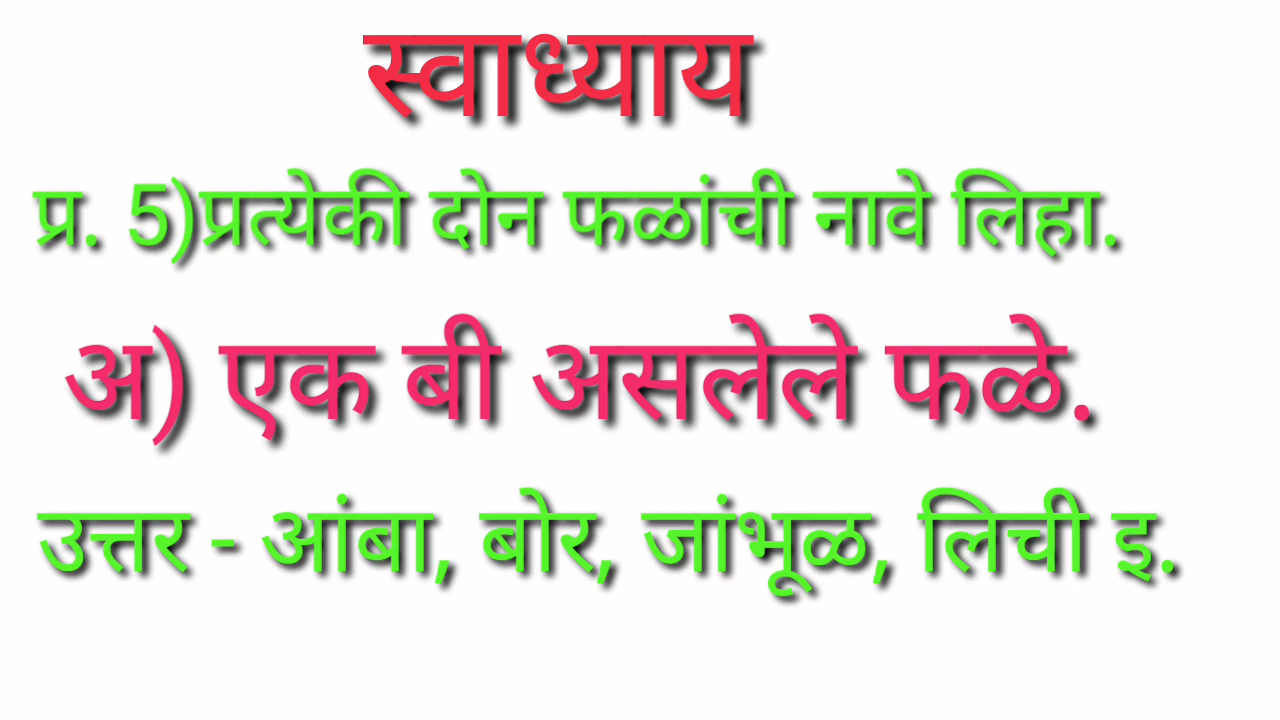 स्वाध्याय
प्र. 5)प्रत्येकी दोन फळांची नावे लिहा.
अ) एक बी असलेले फळे.
उत्तर - आंबा, बोर, जांभूळ, लिची इ.